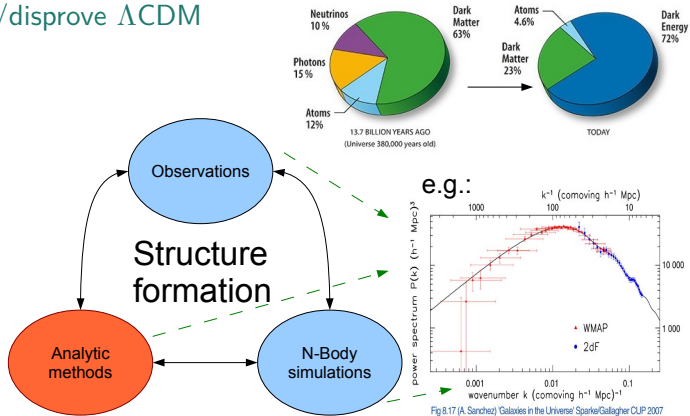 /disprove ΛCDM
Neutrinos
10 %
Photons
15 %
Atoms
12%
Dark
Matter
63%
13.7 BILLION YEARS AGO
(Universe 380,000 years old)
Atoms
4.6%
Dark
Matter
23%
Dark
Energy
72%
TODAY
Observations
Structure
formation
Analytic
methods
N-Body
simulations
e.g.:
k⁻¹ (comoving h⁻¹ Mpc)
1000 100 10
power spectrum P(k) (h⁻¹ Mpc)³
10 000
1 000
WMAP
2dF
0.001 0.01 0.1
wavenumber k (comoving h⁻¹ Mpc)⁻¹
Fig 8.17 (A. Sanchez) 'Galaxies in the Universe' Sparke/Gallagher CUP 2007